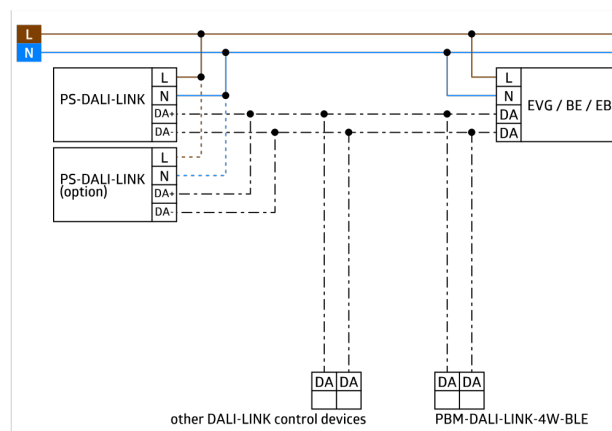 L
N
PS-DALI-LINK
L
N
DA+
DA-
PS-DALI-LINK
(option)
L
N
DA+
DA-
L
N
DA
DA
EVG / BE / EB
DA DA
DA DA
other DALI-LINK control devices
PBM-DALI-LINK-4W-BLE